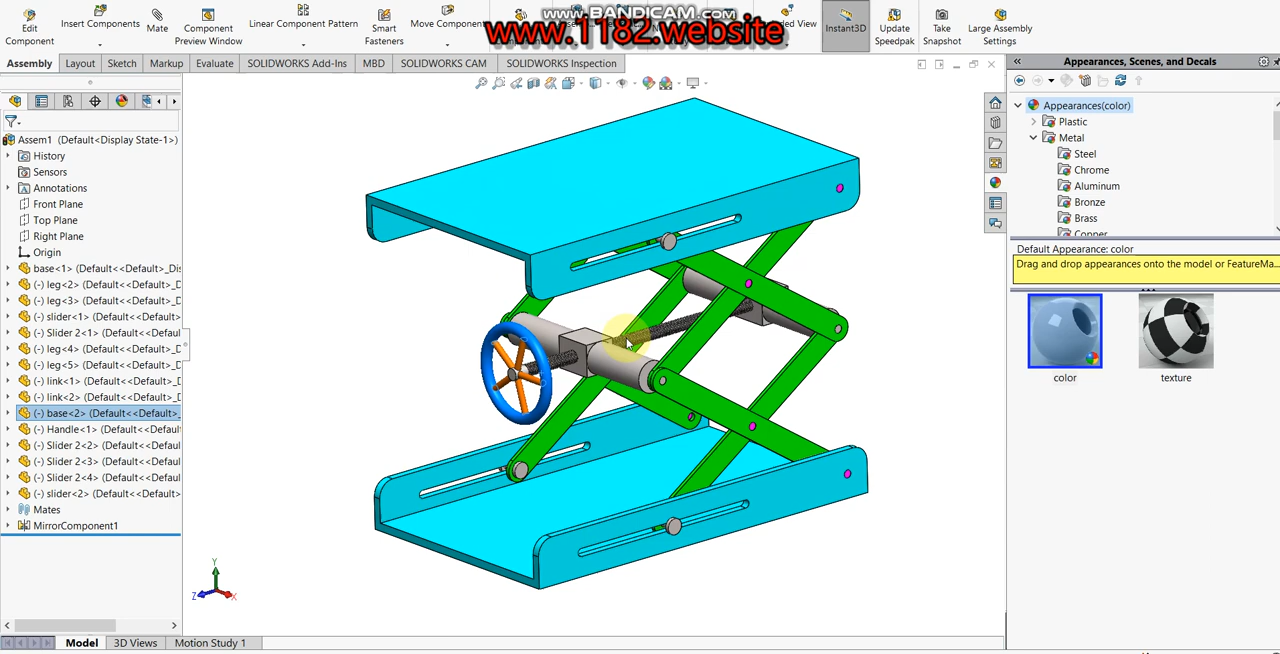 www.BANDICAM.com
www.1182.website
Edit Component
Insert Components
Mate
Component Preview Window
Linear Component Pattern
Smart Fasteners
Move Component
View
Instant3D
Update Speedpak
Take Snapshot
Large Assembly Settings
Assembly
Layout
Sketch
Markup
Evaluate
SOLIDWORKS Add-Ins
MBD
SOLIDWORKS CAM
SOLIDWORKS Inspection
Appearances, Scenes, and Decals
Assem1 (Default<Display State-1>)
History
Sensors
Annotations
Front Plane
Top Plane
Right Plane
Origin
base<1> (Default<<Default>_Dis
(-) leg<2> (Default<<Default>_D
(-) leg<3> (Default<<Default>_D
(-) slider<1> (Default<<Default>
(-) Slider 2<1> (Default<<Defaul
(-) leg<4> (Default<<Default>_D
(-) leg<5> (Default<<Default>_D
(-) link<1> (Default<<Default>_D
(-) link<2> (Default<<Default>_D
(-) base<2> (Default<<Default>_
(-) Handle<1> (Default<<Default
(-) Slider 2<2> (Default<<Defaul
(-) Slider 2<3> (Default<<Defaul
(-) Slider 2<4> (Default<<Defaul
(-) slider<2> (Default<<Default>
Mates
MirrorComponent1
Y
Z
X
Model
3D Views
Motion Study 1
Appearances(color)
Plastic
Metal
Steel
Chrome
Aluminum
Bronze
Brass
Copper
Default Appearance: color
Drag and drop appearances onto the model or FeatureMa...
color
texture